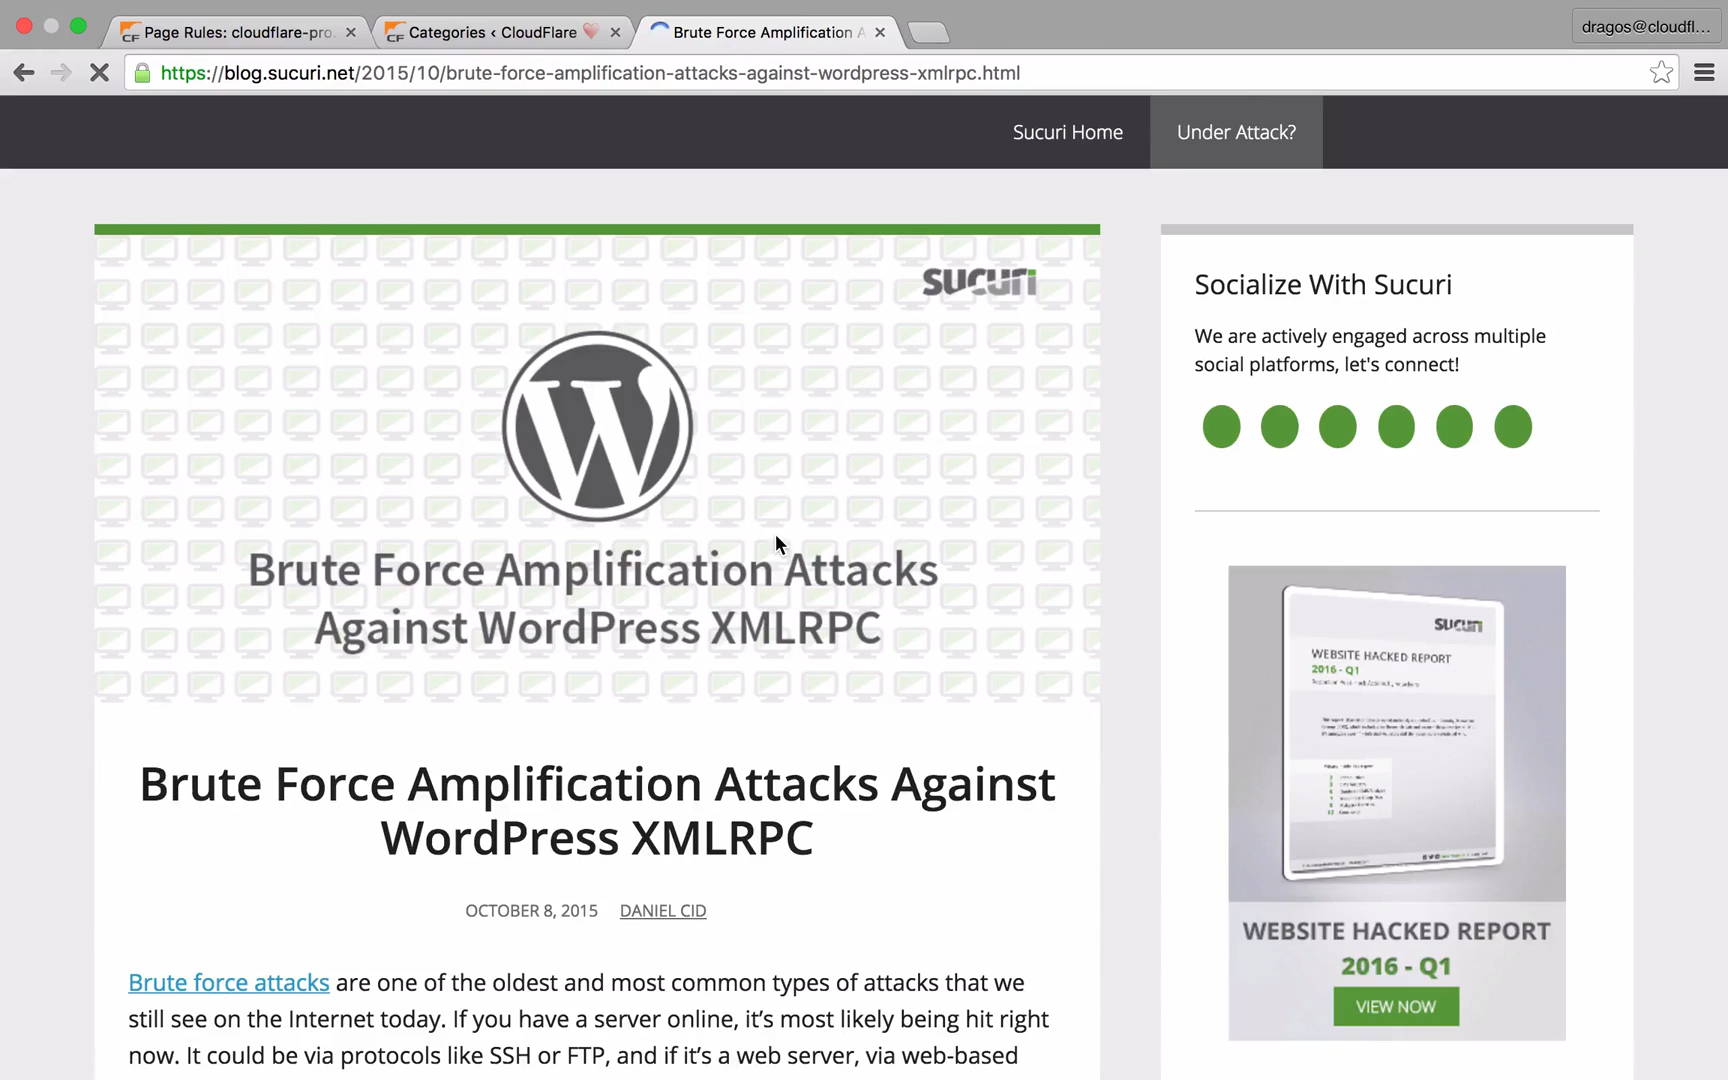 Page Rules: cloudflare-pro.
Categories ‹ CloudFlare
Brute Force Amplification A
dragos@cloudfl...
https://blog.sucuri.net/2015/10/brute-force-amplification-attacks-against-wordpress-xmlrpc.html
Sucuri Home
Under Attack?
sucuri
Brute Force Amplification Attacks
Against WordPress XMLRPC
Brute Force Amplification Attacks Against
WordPress XMLRPC
OCTOBER 8, 2015 DANIEL CID
Brute force attacks are one of the oldest and most common types of attacks that we
still see on the Internet today. If you have a server online, it’s most likely being hit right
now. It could be via protocols like SSH or FTP, and if it’s a web server, via web-based
Socialize With Sucuri
We are actively engaged across multiple
social platforms, let's connect!
sucuri
WEBSITE HACKED REPORT
2016 - Q1
WEBSITE HACKED REPORT
2016 - Q1
VIEW NOW